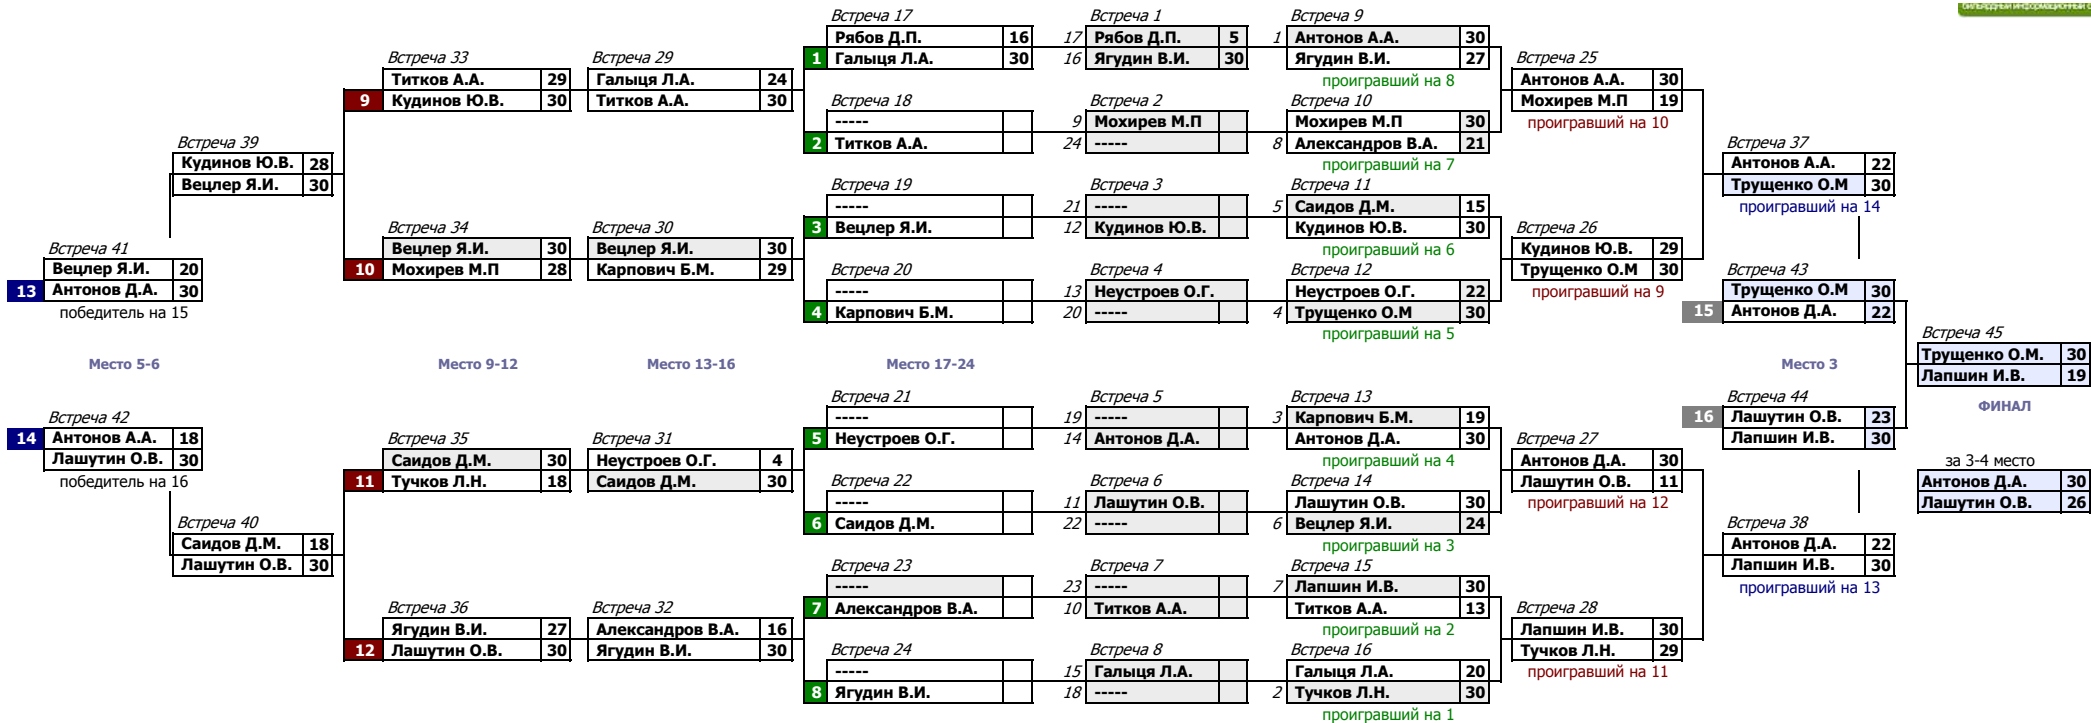 бильярдный информационный
Встреча 17
Рябов Д.П. 16
1 Галыця Л.А. 30
Встреча 1
17 Рябов Д.П. 5
16 Ягудин В.И. 30
Встреча 9
1 Антонов А.А. 30
Ягудин В.И. 27
проигравший на 8
Встреча 33
Титков А.А. 29
9 Кудинов Ю.В. 30
Встреча 29
Галыця Л.А. 24
Титков А.А. 30
Встреча 25
Антонов А.А. 30
Мохирев М.П 19
проигравший на 10
Встреча 18
-----
2 Титков А.А.
Встреча 2
9 Мохирев М.П
24 -----
Встреча 10
Мохирев М.П 30
8 Александров В.А. 21
проигравший на 7
Встреча 39
Кудинов Ю.В. 28
Вецлер Я.И. 30
Встреча 37
Антонов А.А. 22
Трущенко О.М 30
проигравший на 14
Встреча 19
-----
3 Вецлер Я.И.
Встреча 3
21 -----
12 Кудинов Ю.В.
Встреча 11
5 Саидов Д.М. 15
Кудинов Ю.В. 30
проигравший на 6
Встреча 34
Вецлер Я.И. 30
10 Мохирев М.П 28
Встреча 30
Вецлер Я.И. 30
Карпович Б.М. 29
Встреча 26
Кудинов Ю.В. 29
Трущенко О.М 30
проигравший на 9
Встреча 41
Вецлер Я.И. 20
13 Антонов Д.А. 30
победитель на 15
Встреча 20
-----
4 Карпович Б.М.
Встреча 4
13 Неустроев О.Г.
20 -----
Встреча 12
Неустроев О.Г. 22
4 Трущенко О.М 30
проигравший на 5
Встреча 43
Трущенко О.М 30
15 Антонов Д.А. 22
Встреча 45
Трущенко О.М. 30
Лапшин И.В. 19
ФИНАЛ
Место 5-6
Место 9-12
Место 13-16
Место 17-24
Место 3
Встреча 21
-----
5 Неустроев О.Г.
Встреча 5
19 -----
14 Антонов Д.А.
Встреча 13
3 Карпович Б.М. 19
Антонов Д.А. 30
проигравший на 4
Встреча 44
16 Лашутин О.В. 23
Лапшин И.В. 30
Встреча 42
14 Антонов А.А. 18
Лашутин О.В. 30
победитель на 16
Встреча 35
Саидов Д.М. 30
11 Тучков Л.Н. 18
Встреча 31
Неустроев О.Г. 4
Саидов Д.М. 30
Встреча 27
Антонов Д.А. 30
Лашутин О.В. 11
проигравший на 12
за 3-4 место
Антонов Д.А. 30
Лашутин О.В. 26
Встреча 22
-----
6 Саидов Д.М.
Встреча 6
11 Лашутин О.В.
22 -----
Встреча 14
Лашутин О.В. 30
6 Вецлер Я.И. 24
проигравший на 3
Встреча 40
Саидов Д.М. 18
Лашутин О.В. 30
Встреча 38
Антонов Д.А. 22
Лапшин И.В. 30
проигравший на 13
Встреча 23
-----
7 Александров В.А.
Встреча 7
23 -----
10 Титков А.А.
Встреча 15
7 Лапшин И.В. 30
Титков А.А. 13
проигравший на 2
Встреча 36
Ягудин В.И. 27
12 Лашутин О.В. 30
Встреча 32
Александров В.А. 16
Ягудин В.И. 30
Встреча 28
Лапшин И.В. 30
Тучков Л.Н. 29
проигравший на 11
Встреча 24
-----
8 Ягудин В.И.
Встреча 8
15 Галыця Л.А.
18 -----
Встреча 16
Галыця Л.А. 20
2 Тучков Л.Н. 30
проигравший на 1